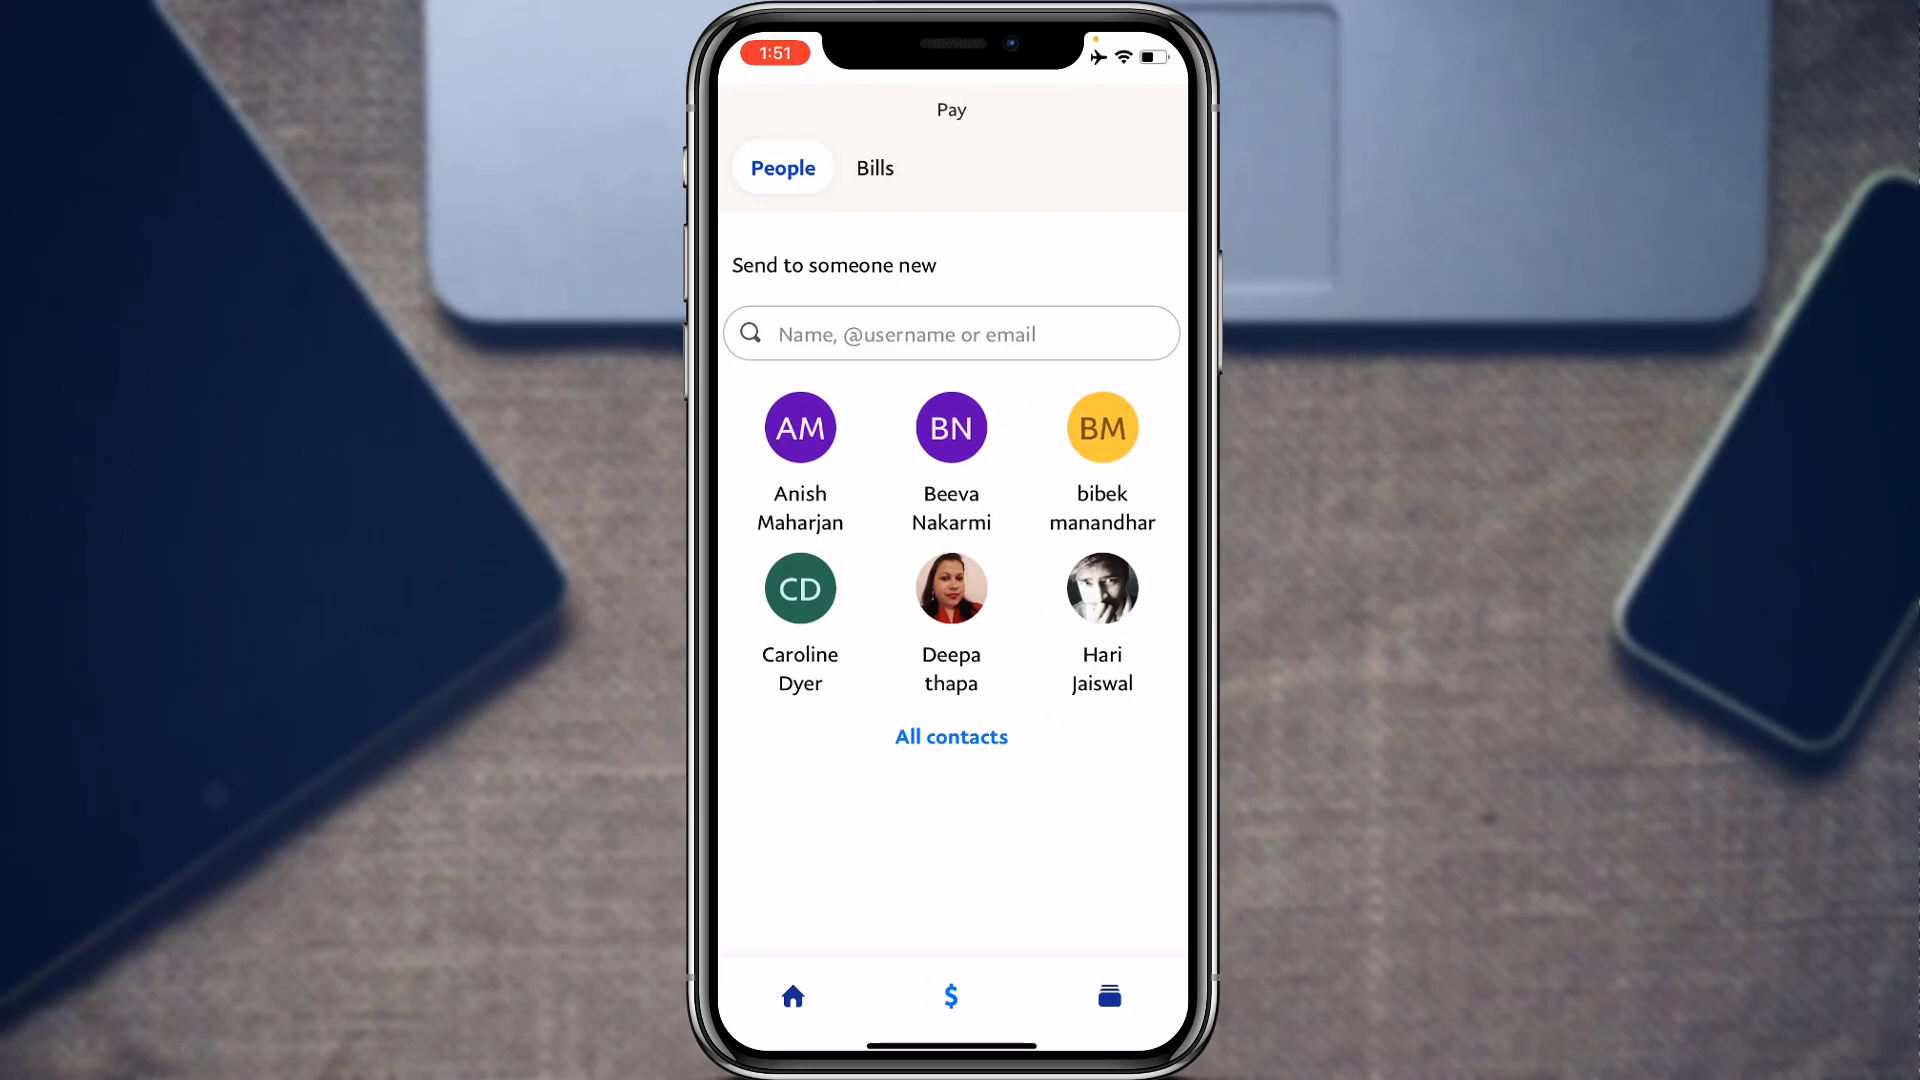 1:51
Pay
People Bills
Send to someone new
Name, @username or email
AM BN BM
Anish Beeva bibek
Maharjan Nakarmi manandhar
CD
Caroline Deepa Hari
Dyer thapa Jaiswal
All contacts
$